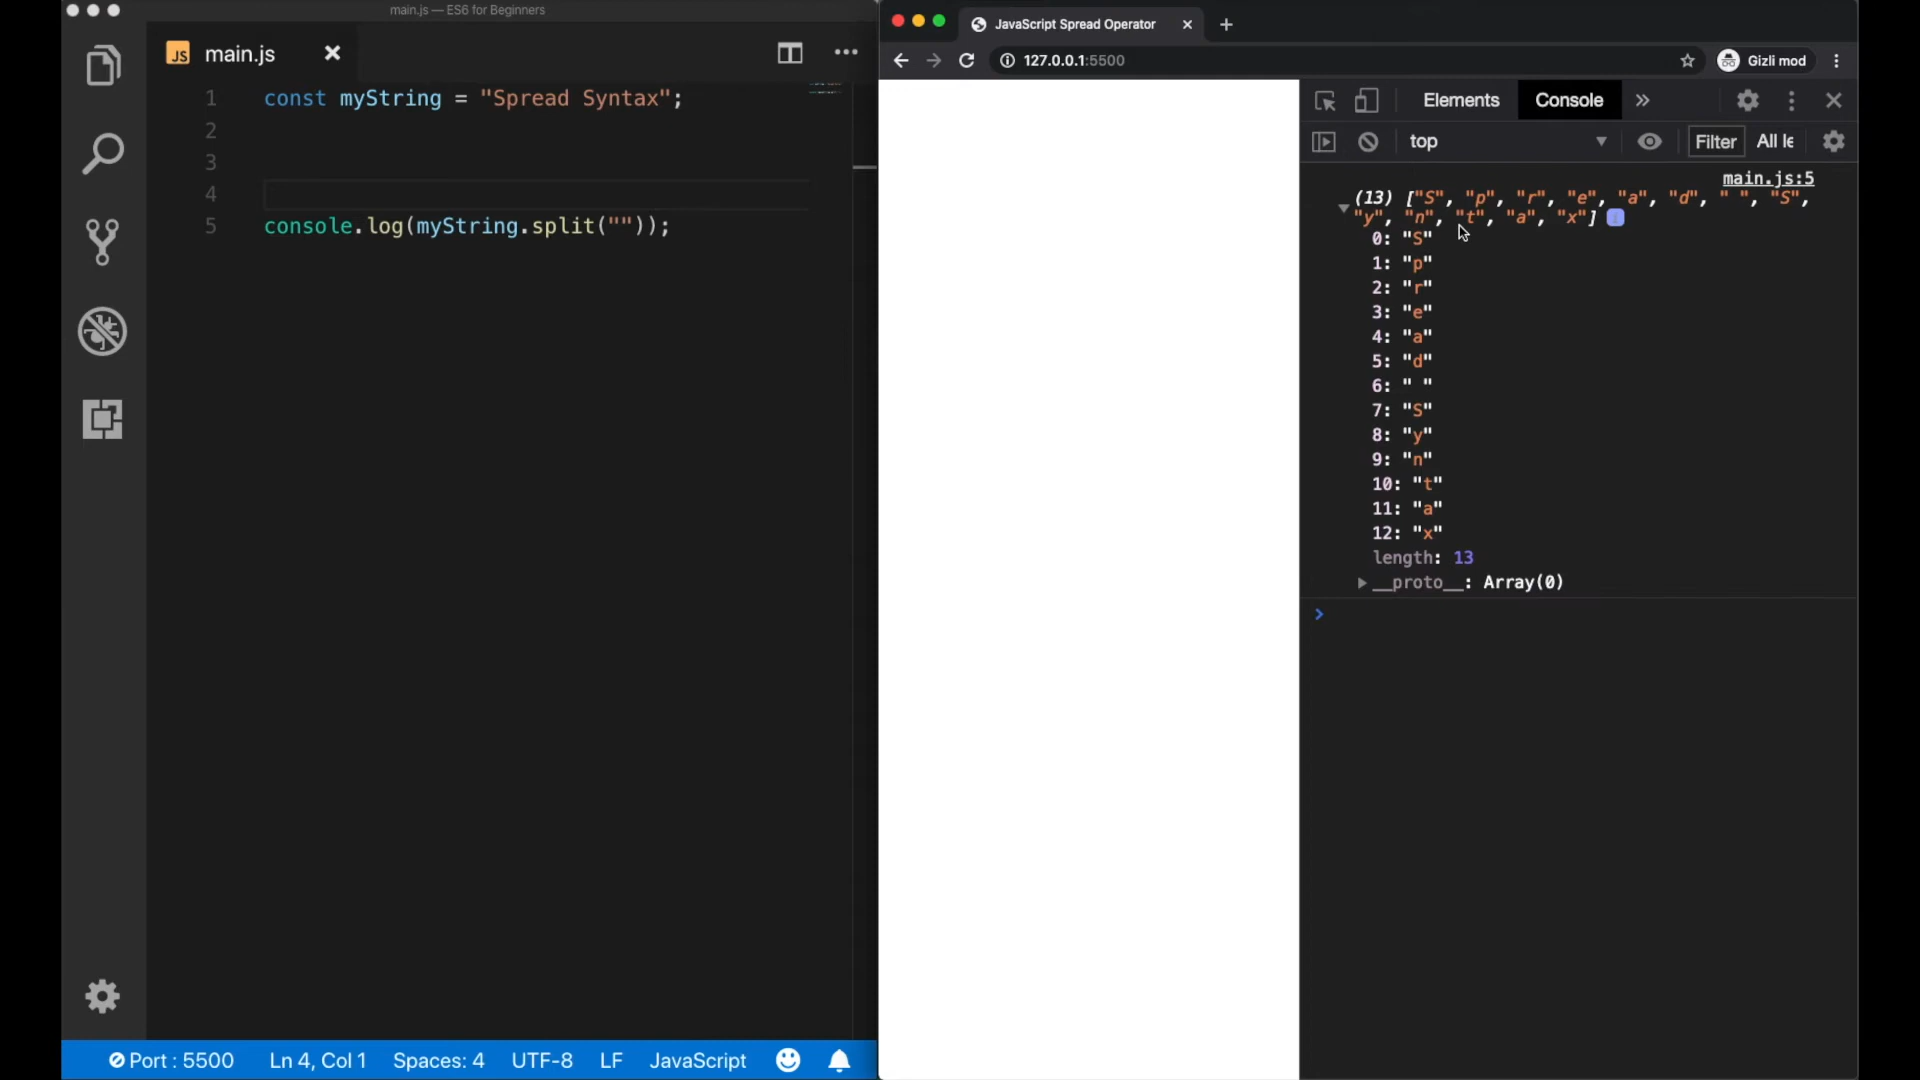 main.js — ES6 for Beginners
JS main.js
1 const myString = "Spread Syntax";
2
3
4
5 console.log(myString.split(""));
Port : 5500 Ln 4, Col 1 Spaces: 4 UTF-8 LF JavaScript
JavaScript Spread Operator
127.0.0.1:5500 Gizli mod
Elements Console
top Filter All le
main.js:5
(13) ["S", "p", "r", "e", "a", "d", " ", "S",
"y", "n", "t", "a", "x"] i
0: "S"
1: "p"
2: "r"
3: "e"
4: "a"
5: "d"
6: " "
7: "S"
8: "y"
9: "n"
10: "t"
11: "a"
12: "x"
length: 13
__proto__: Array(0)